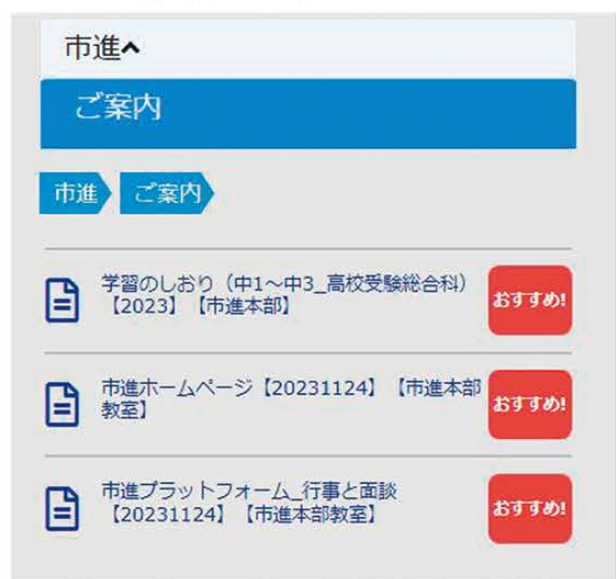 市進へ
ご案内
市進 ご案内
学習のしおり（中1～中3_高校受験総合科）
【2023】【市進本部】
おすすめ!
市進ホームページ【20231124】【市進本部
教室】
おすすめ!
市進プラットフォーム_行事と面談
【20231124】【市進本部教室】
おすすめ!